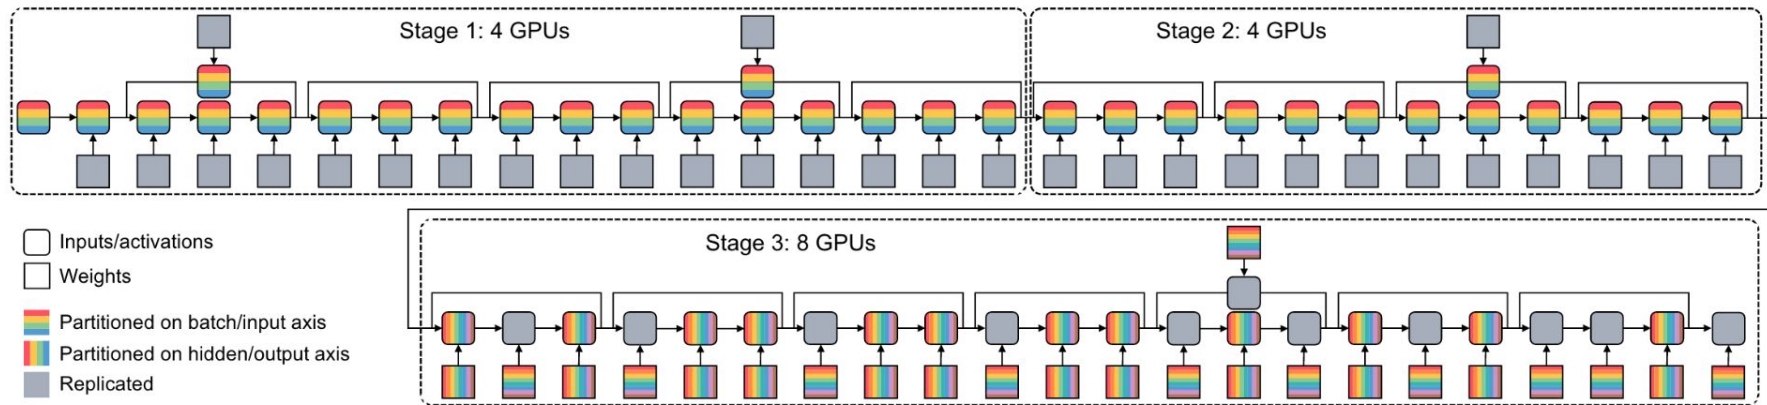 Stage 1: 4 GPUs
Stage 2: 4 GPUs
Stage 3: 8 GPUs
Inputs/activations
Weights
Partitioned on batch/input axis
Partitioned on hidden/output axis
Replicated